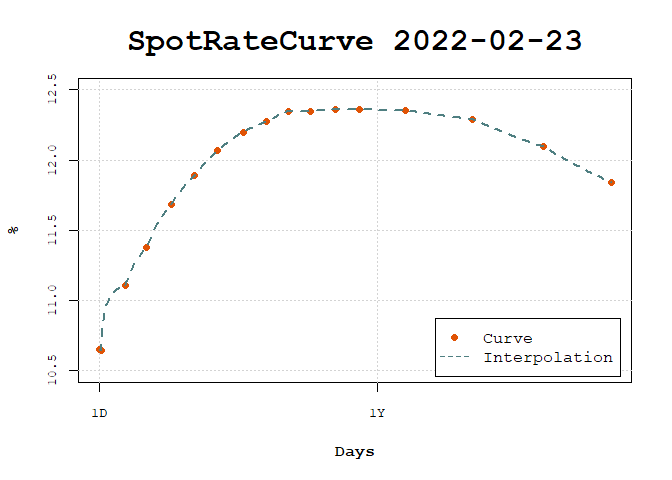 SpotRateCurve 2022-02-23
12.5
12.0
11.5
11.0
10.5
%
1D
1Y
Days
Curve
Interpolation